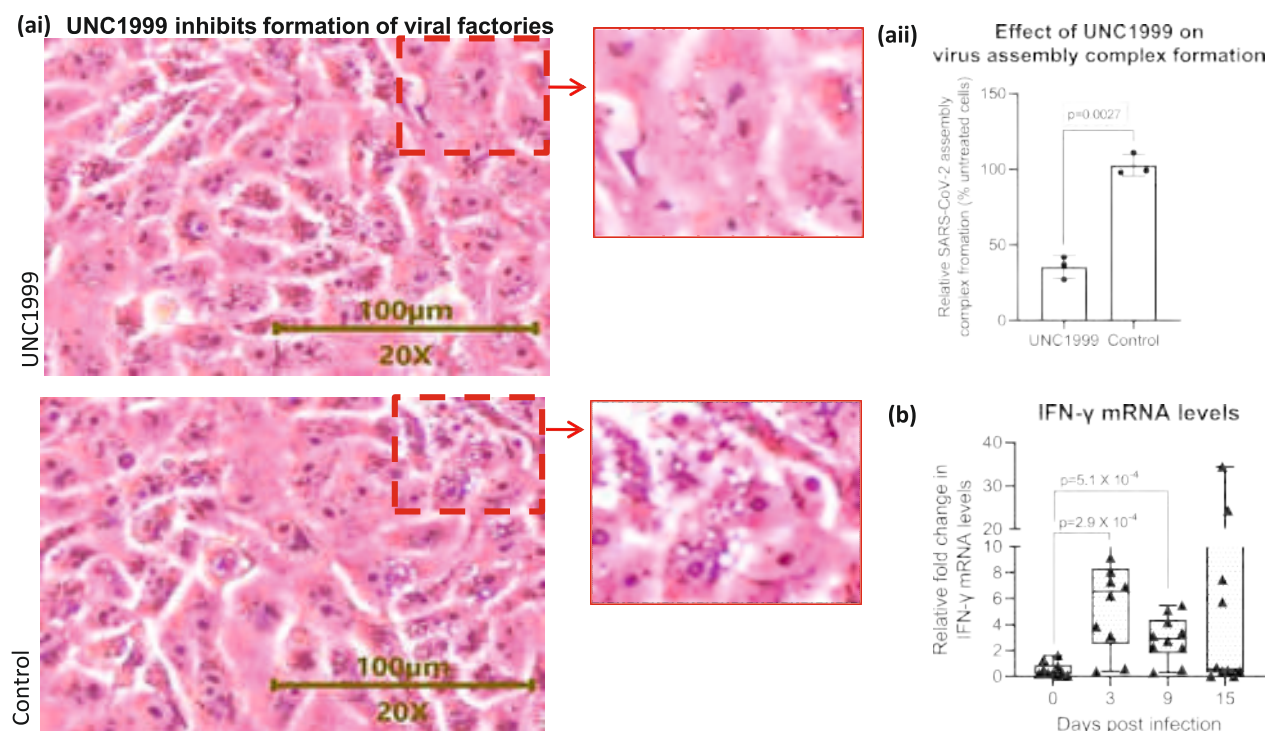 (ai) UNC1999 inhibits formation of viral factories
UNC1999
100µm
20X
Control
100µm
20X
(aii) Effect of UNC1999 on
virus assembly complex formation
Relative SARS-CoV-2 assembly
complex fromation (% untreated cells)
150
100
50
0
p=0.0027
UNC1999 Control
(b) IFN-γ mRNA levels
Relative fold change in
IFN-γ mRNA levels
40
30
20
10
8
6
4
2
0
p=5.1 X 10⁻⁴
p=2.9 X 10⁻⁴
0 3 9 15
Days post infection